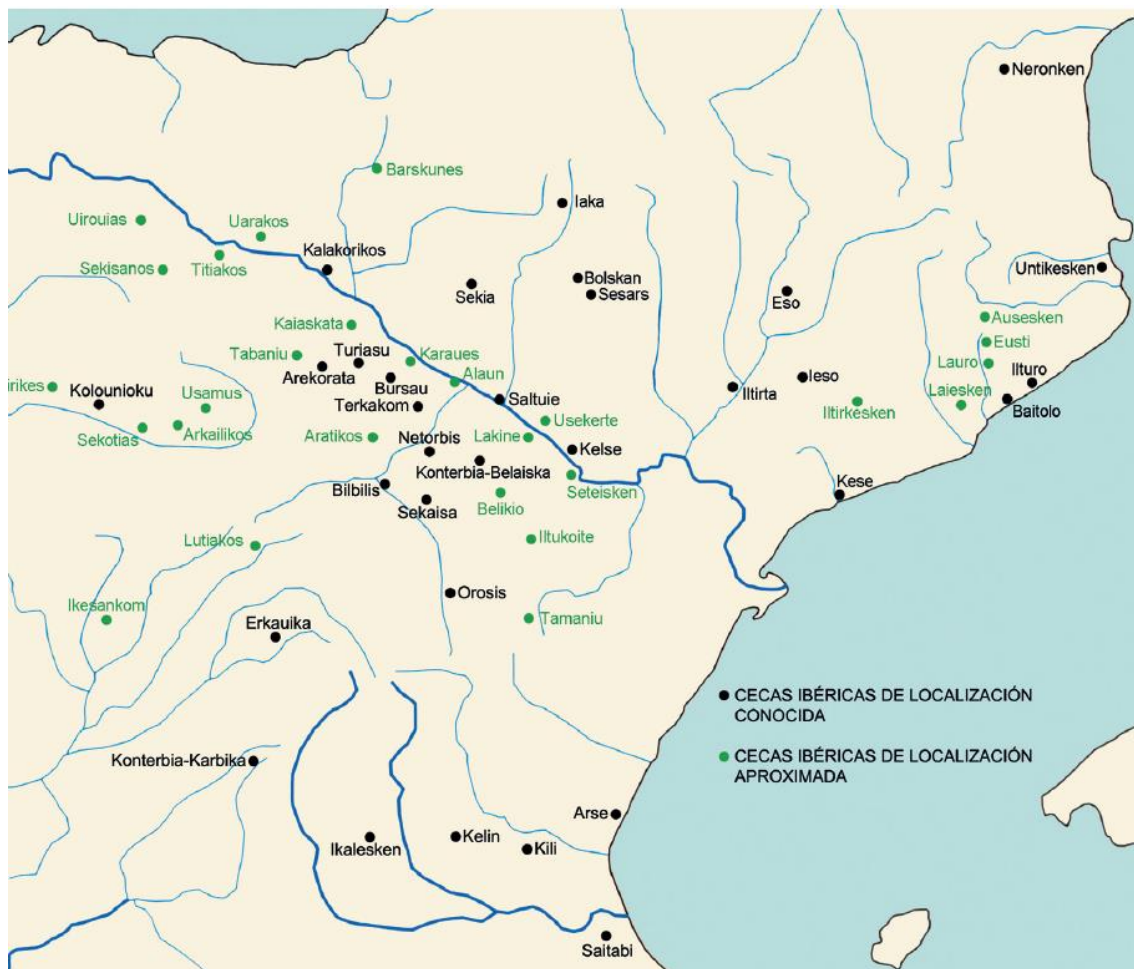 Neronken
Barskunes
Iaka
Uirouias
Uarakos
Kalakorikos
Titiakos
Sekisanos
Untikesken
Bolskan
Sekia
Sesars
Eso
Kaiaskata
Ausesken
Eusti
Tabaniu
Turiasu
Karaues
Alaun
Lauro
Arekorata
Bursau
Ieso
Ilturo
irikes
Kolounioku
Usamus
Terkakom
Saltuie
Iltirta
Iltirkesken
Laiesken
Baitolo
Sekotias
Arkailikos
Aratikos
Netorbis
Lakine
Usekerte
Kelse
Konterbia-Belaiska
Bilbilis
Sekaisa
Belikio
Seteisken
Kese
Lutiakos
Iltukoite
Ikesankom
Orosis
Erkauika
Tamaniu
CECAS IBÉRICAS DE LOCALIZACIÓN
CONOCIDA
CECAS IBÉRICAS DE LOCALIZACIÓN
APROXIMADA
Konterbia-Karbika
Arse
Ikalesken
Kelin
Kili
Saitabi